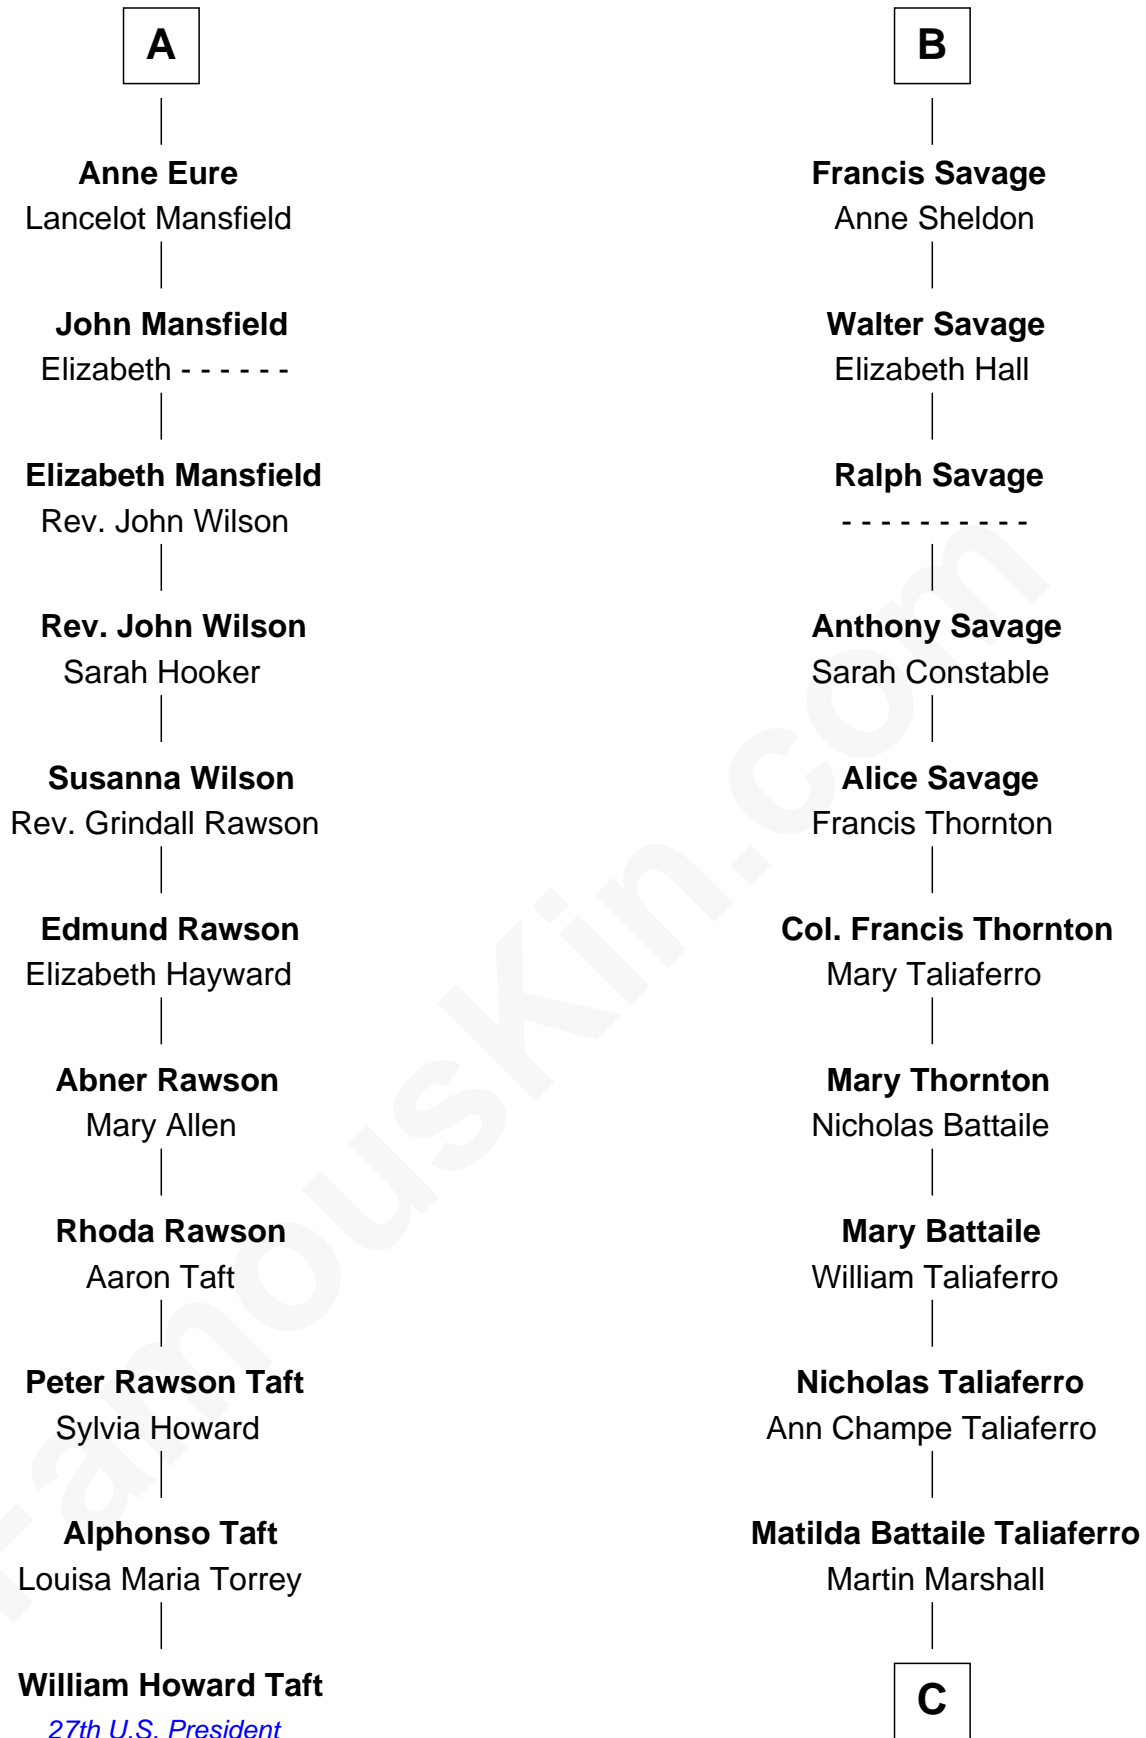 A
Anne Eure
Lancelot Mansfield
John Mansfield
Elizabeth - - - - - -
Elizabeth Mansfield
Rev. John Wilson
Rev. John Wilson
Sarah Hooker
Susanna Wilson
Rev. Grindall Rawson
Edmund Rawson
Elizabeth Hayward
Abner Rawson
Mary Allen
Rhoda Rawson
Aaron Taft
Peter Rawson Taft
Sylvia Howard
Alphonso Taft
Louisa Maria Torrey
William Howard Taft
27th U.S. President
B
Francis Savage
Anne Sheldon
Walter Savage
Elizabeth Hall
Ralph Savage
- - - - - - - - - -
Anthony Savage
Sarah Constable
Alice Savage
Francis Thornton
Col. Francis Thornton
Mary Taliaferro
Mary Thornton
Nicholas Battaile
Mary Battaile
William Taliaferro
Nicholas Taliaferro
Ann Champe Taliaferro
Matilda Battaile Taliaferro
Martin Marshall
C
FamousKin.com